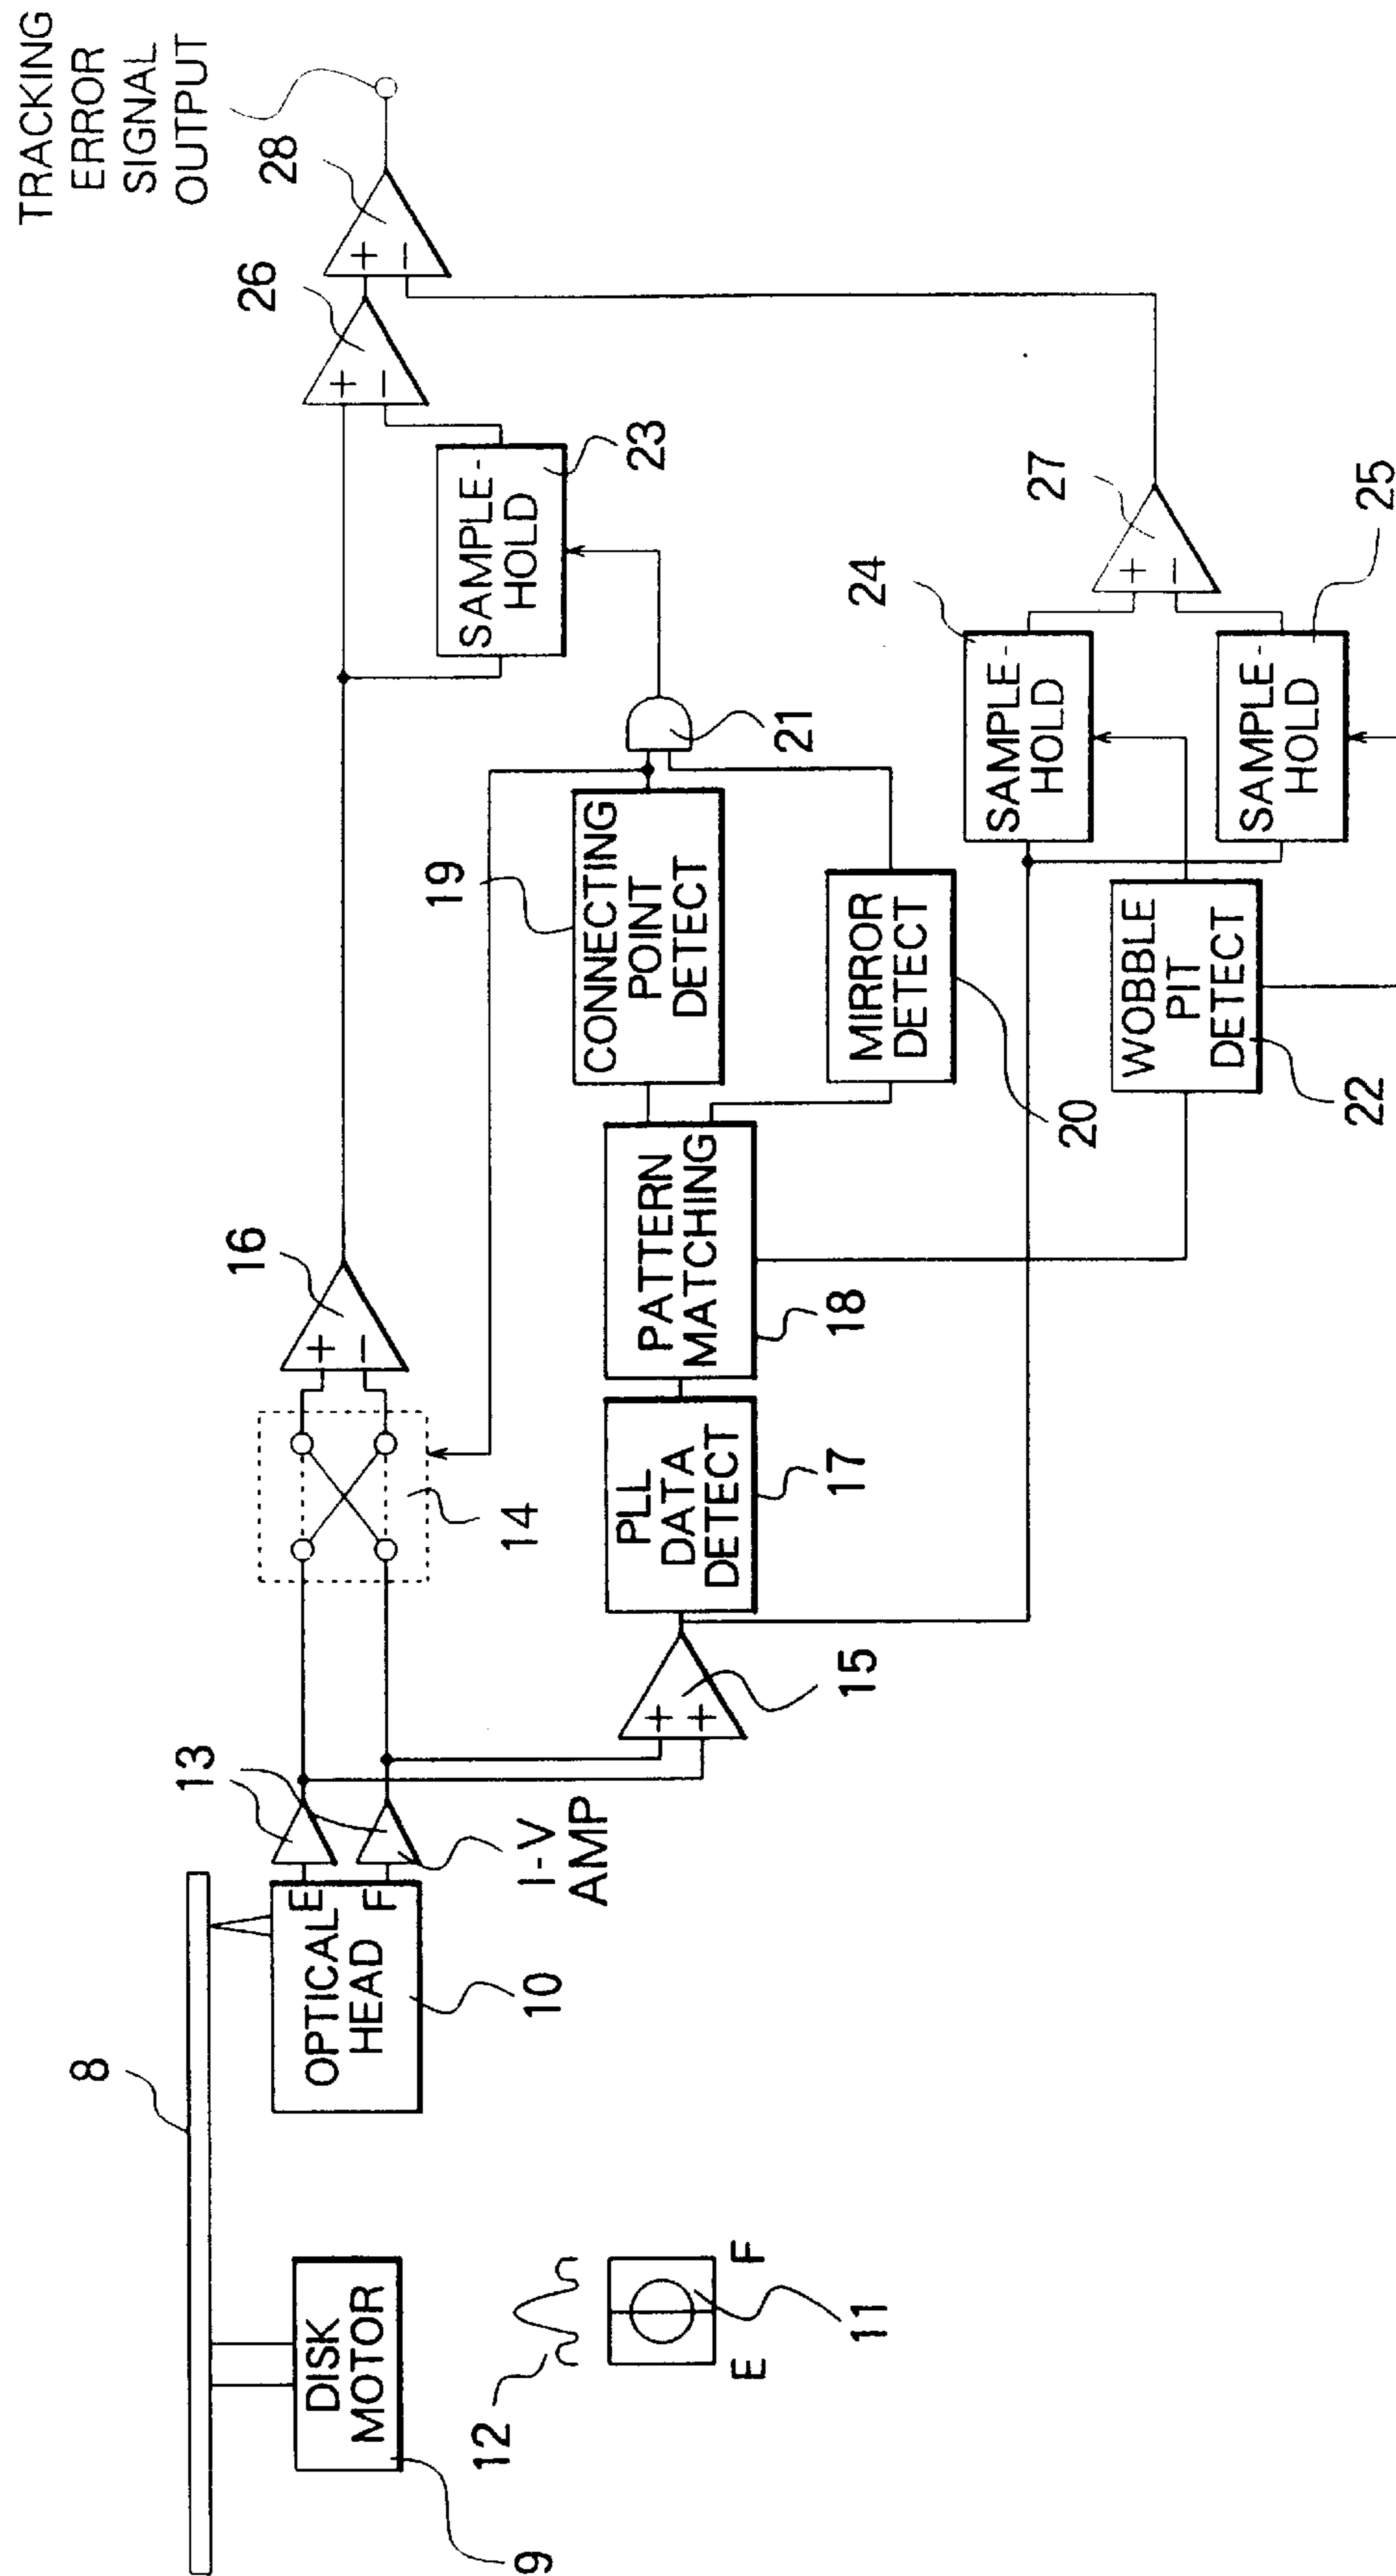 TRACKING
ERROR
SIGNAL
OUTPUT
28
26
23
SAMPLE-
HOLD
+
-
+
-
16
+
-
14
13
I-V
AMP
OPTICAL
HEAD
E
F
10
8
DISK
MOTOR
9
12
E
F
11
15
+
+
PLL
DATA
DETECT
17
PATTERN
MATCHING
18
19
CONNECTING
POINT
DETECT
21
MIRROR
DETECT
20
WOBBLE
PIT
DETECT
22
24
SAMPLE-
HOLD
25
SAMPLE-
HOLD
27
+
-